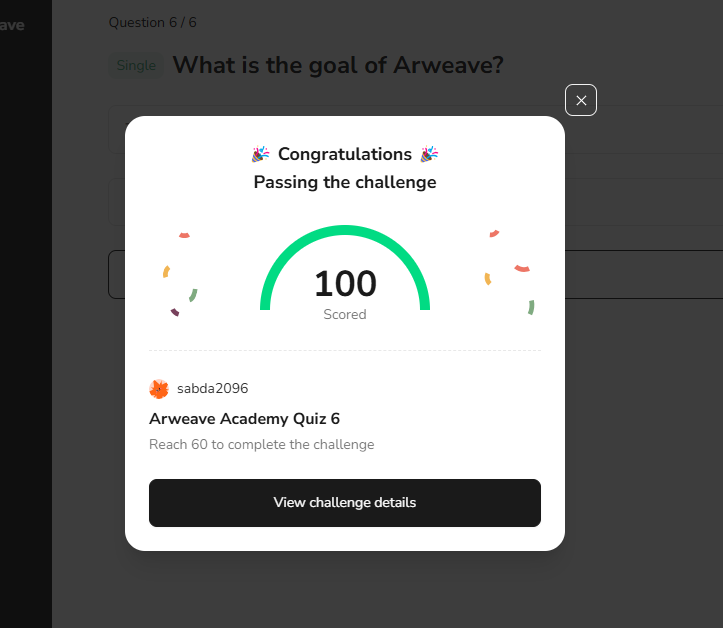 ave
Question 6 / 6
Single What is the goal of Arweave?
🎉 Congratulations 🎉
Passing the challenge
100
Scored
sabda2096
Arweave Academy Quiz 6
Reach 60 to complete the challenge
View challenge details